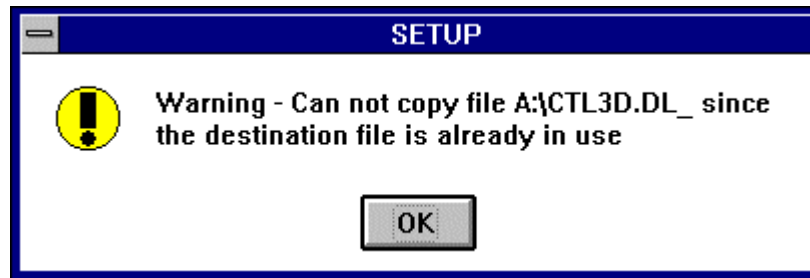 SETUP
Warning - Can not copy file A:\CTL3D.DL_ since
the destination file is already in use
OK